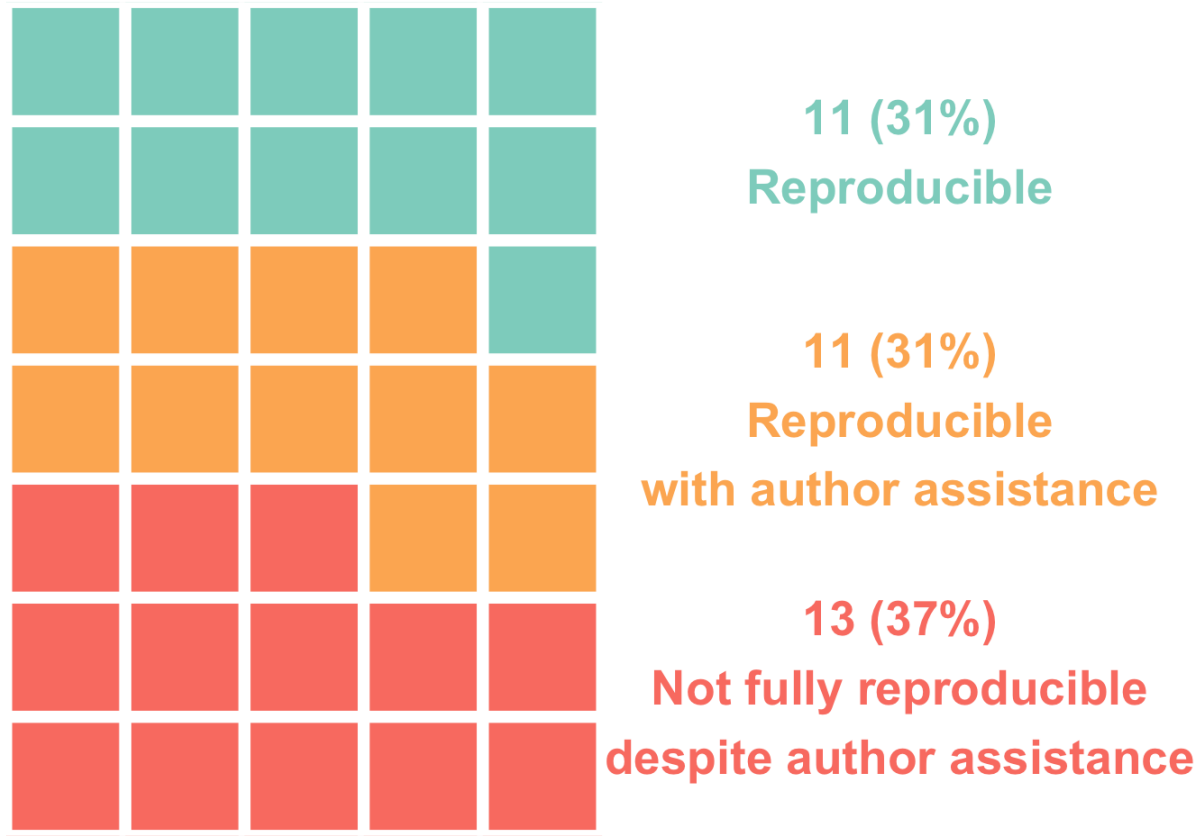 11 (31%)
Reproducible
11 (31%)
Reproducible
with author assistance
13 (37%)
Not fully reproducible
despite author assistance